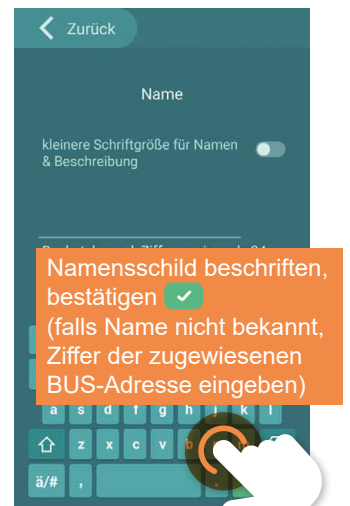 Zurück
Name
kleinere Schriftgröße für Namen
& Beschreibung
Namensschild beschriften,
bestätigen
(falls Name nicht bekannt,
Ziffer der zugewiesenen
BUS-Adresse eingeben)
a s d f g h j k l
z x c v b
ä/# , .